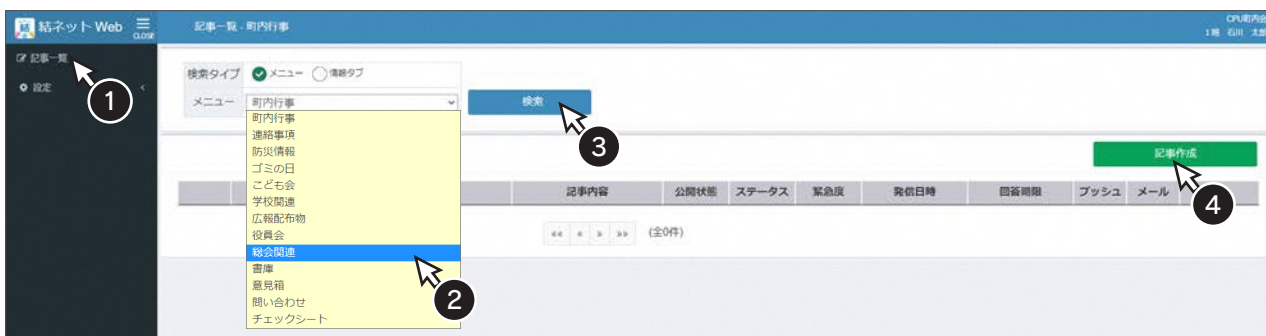 結ネット Web
CLOSE
記事一覧 - 町内行事
CPU町内会
1班 石川 太郎
記事一覧
1
設定
検索タイプ
メニュー
情報タブ
メニュー
町内行事
検索
3
町内行事
連絡事項
防災情報
ゴミの日
こども会
学校関連
広報配布物
役員会
総会関連
書庫
意見箱
問い合わせ
チェックシート
2
記事作成
4
記事内容
公開状態
ステータス
緊急度
発信日時
回答期限
プッシュ
メール
«« « » »» (全0件)